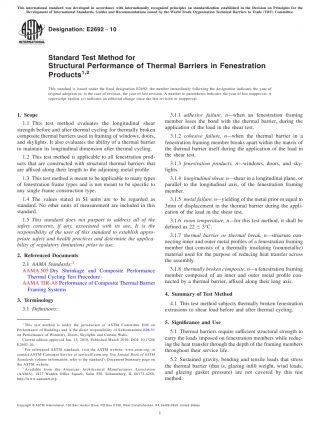 This international standard was developed in accordance with internationally recognized principles on standardization established in the Decision on Principles for the
Development of International Standards, Guides and Recommendations issued by the World Trade Organization Technical Barriers to Trade (TBT) Committee.
Designation: E2692 − 10
INTERNATIONAL
Standard Test Method for
Structural Performance of Thermal Barriers in Fenestration
Products1,2
This standard is issued under the fixed designation E2692; the number immediately following the designation indicates the year of
original adoption or, in the case of revision, the year of last revision. A number in parentheses indicates the year of last reapproval. A
superscript epsilon (ε) indicates an editorial change since the last revision or reapproval.
1. Scope
1.1 This test method evaluates the longitudinal shear
strength before and after thermal cycling for thermally broken
composite thermal barriers used in framing of windows, doors,
and skylights. It also evaluates the ability of a thermal barrier
to maintain its longitudinal dimension after thermal cycling.
1.2 This test method is applicable to all fenestration prod-
ucts that are constructed with structural thermal barriers that
are affixed along their length to the adjoining metal profile
1.3 This test method is meant to be applicable to many types
of fenestration frame types and is not meant to be specific to
any single frame construction type.
1.4 The values stated in SI units are to be regarded as
standard. No other units of measurement are included in this
standard.
1.5 This standard does not purport to address all of the
safety concerns, if any, associated with its use. It is the
responsibility of the user of this standard to establish appro-
priate safety and health practices and determine the applica-
bility of regulatory limitations prior to use.
2. Referenced Documents
2.1 AAMA Standards:3
AAMA 505 Dry Shrinkage and Composite Performance
Thermal Cycling Test Procedure
AAMA TIR-A8 Performance of Composite Thermal Barrier
Framing Systems
3. Terminology
3.1 Definitions:
1 This test method is under the jurisdiction of ASTM Committee E06 on
Performance of Buildings and is the direct responsibility of Subcommittee E06.51
on Performance of Windows, Doors, Skylights and Curtain Walls.
Current edition approved Jan. 15, 2010. Published March 2010. DOI: 10.1520/
E2692-10.
2 For referenced ASTM standards, visit the ASTM website, www.astm.org, or
contact ASTM Customer Service at service@astm.org. For Annual Book of ASTM
Standards volume information, refer to the standard's Document Summary page on
the ASTM website.
3 Available from the American Architectural Manufacturers Association
(AAMA), 1827 Walden Office Square, Suite 550, Schaumburg, IL 60173-4268,
http://www.aamanet.org.
3.1.1 adhesive failure, n—when an fenestration framing
member loses the bond with the thermal barrier, during the
application of the load in the shear test.
3.1.2 cohesive failure, n—when the thermal barrier in a
fenestration framing member breaks apart within the matrix of
the thermal barrier itself during the application of the load in
the shear test.
3.1.3 fenestration products, n—windows, doors, and sky-
lights.
3.1.4 longitudinal shear, n—shear in a longitudinal plane, or
parallel to the longitudinal axis, of the fenestration framing
member.
3.1.5 metal failure, n—yielding of the metal prior or equal to
3mm of displacement in the thermal barrier during the appli-
cation of the load in the shear test.
3.1.6 room temperature, n—for this test method, it shall be
defined as 22 ± 3°C.
3.1.7 thermal barrier or thermal break, n—structure con-
necting inner and outer metal profiles of a fenestration framing
member that consists of a thermally insulating (nonmetallic)
material used for the purpose of reducing heat transfer across
the assembly.
3.1.8 thermally broken composite, n—a fenestration framing
member composed of an inner and outer metal profile con-
nected by a thermal barrier, affixed along their long axis.
4. Summary of Test Method
4.1 This test method subjects thermally broken fenestration
extrusions to shear load before and after thermal cycling.
5. Significance and Use
5.1 Thermal barriers require sufficient structural strength to
carry the loads imposed on fenestration members while reduc-
ing the heat transfer through the depth of the framing members
throughout their service life.
5.2 Sustained gravity, bending and tensile loads that stress
the thermal barrier (that is, glazing infill weight, wind loads,
and glazing gasket pressures) are not covered by this test
method.
Copyright © ASTM International, 100 Barr Harbor Drive, PO Box C700, West Conshohocken, PA 19428-2959. United States
1